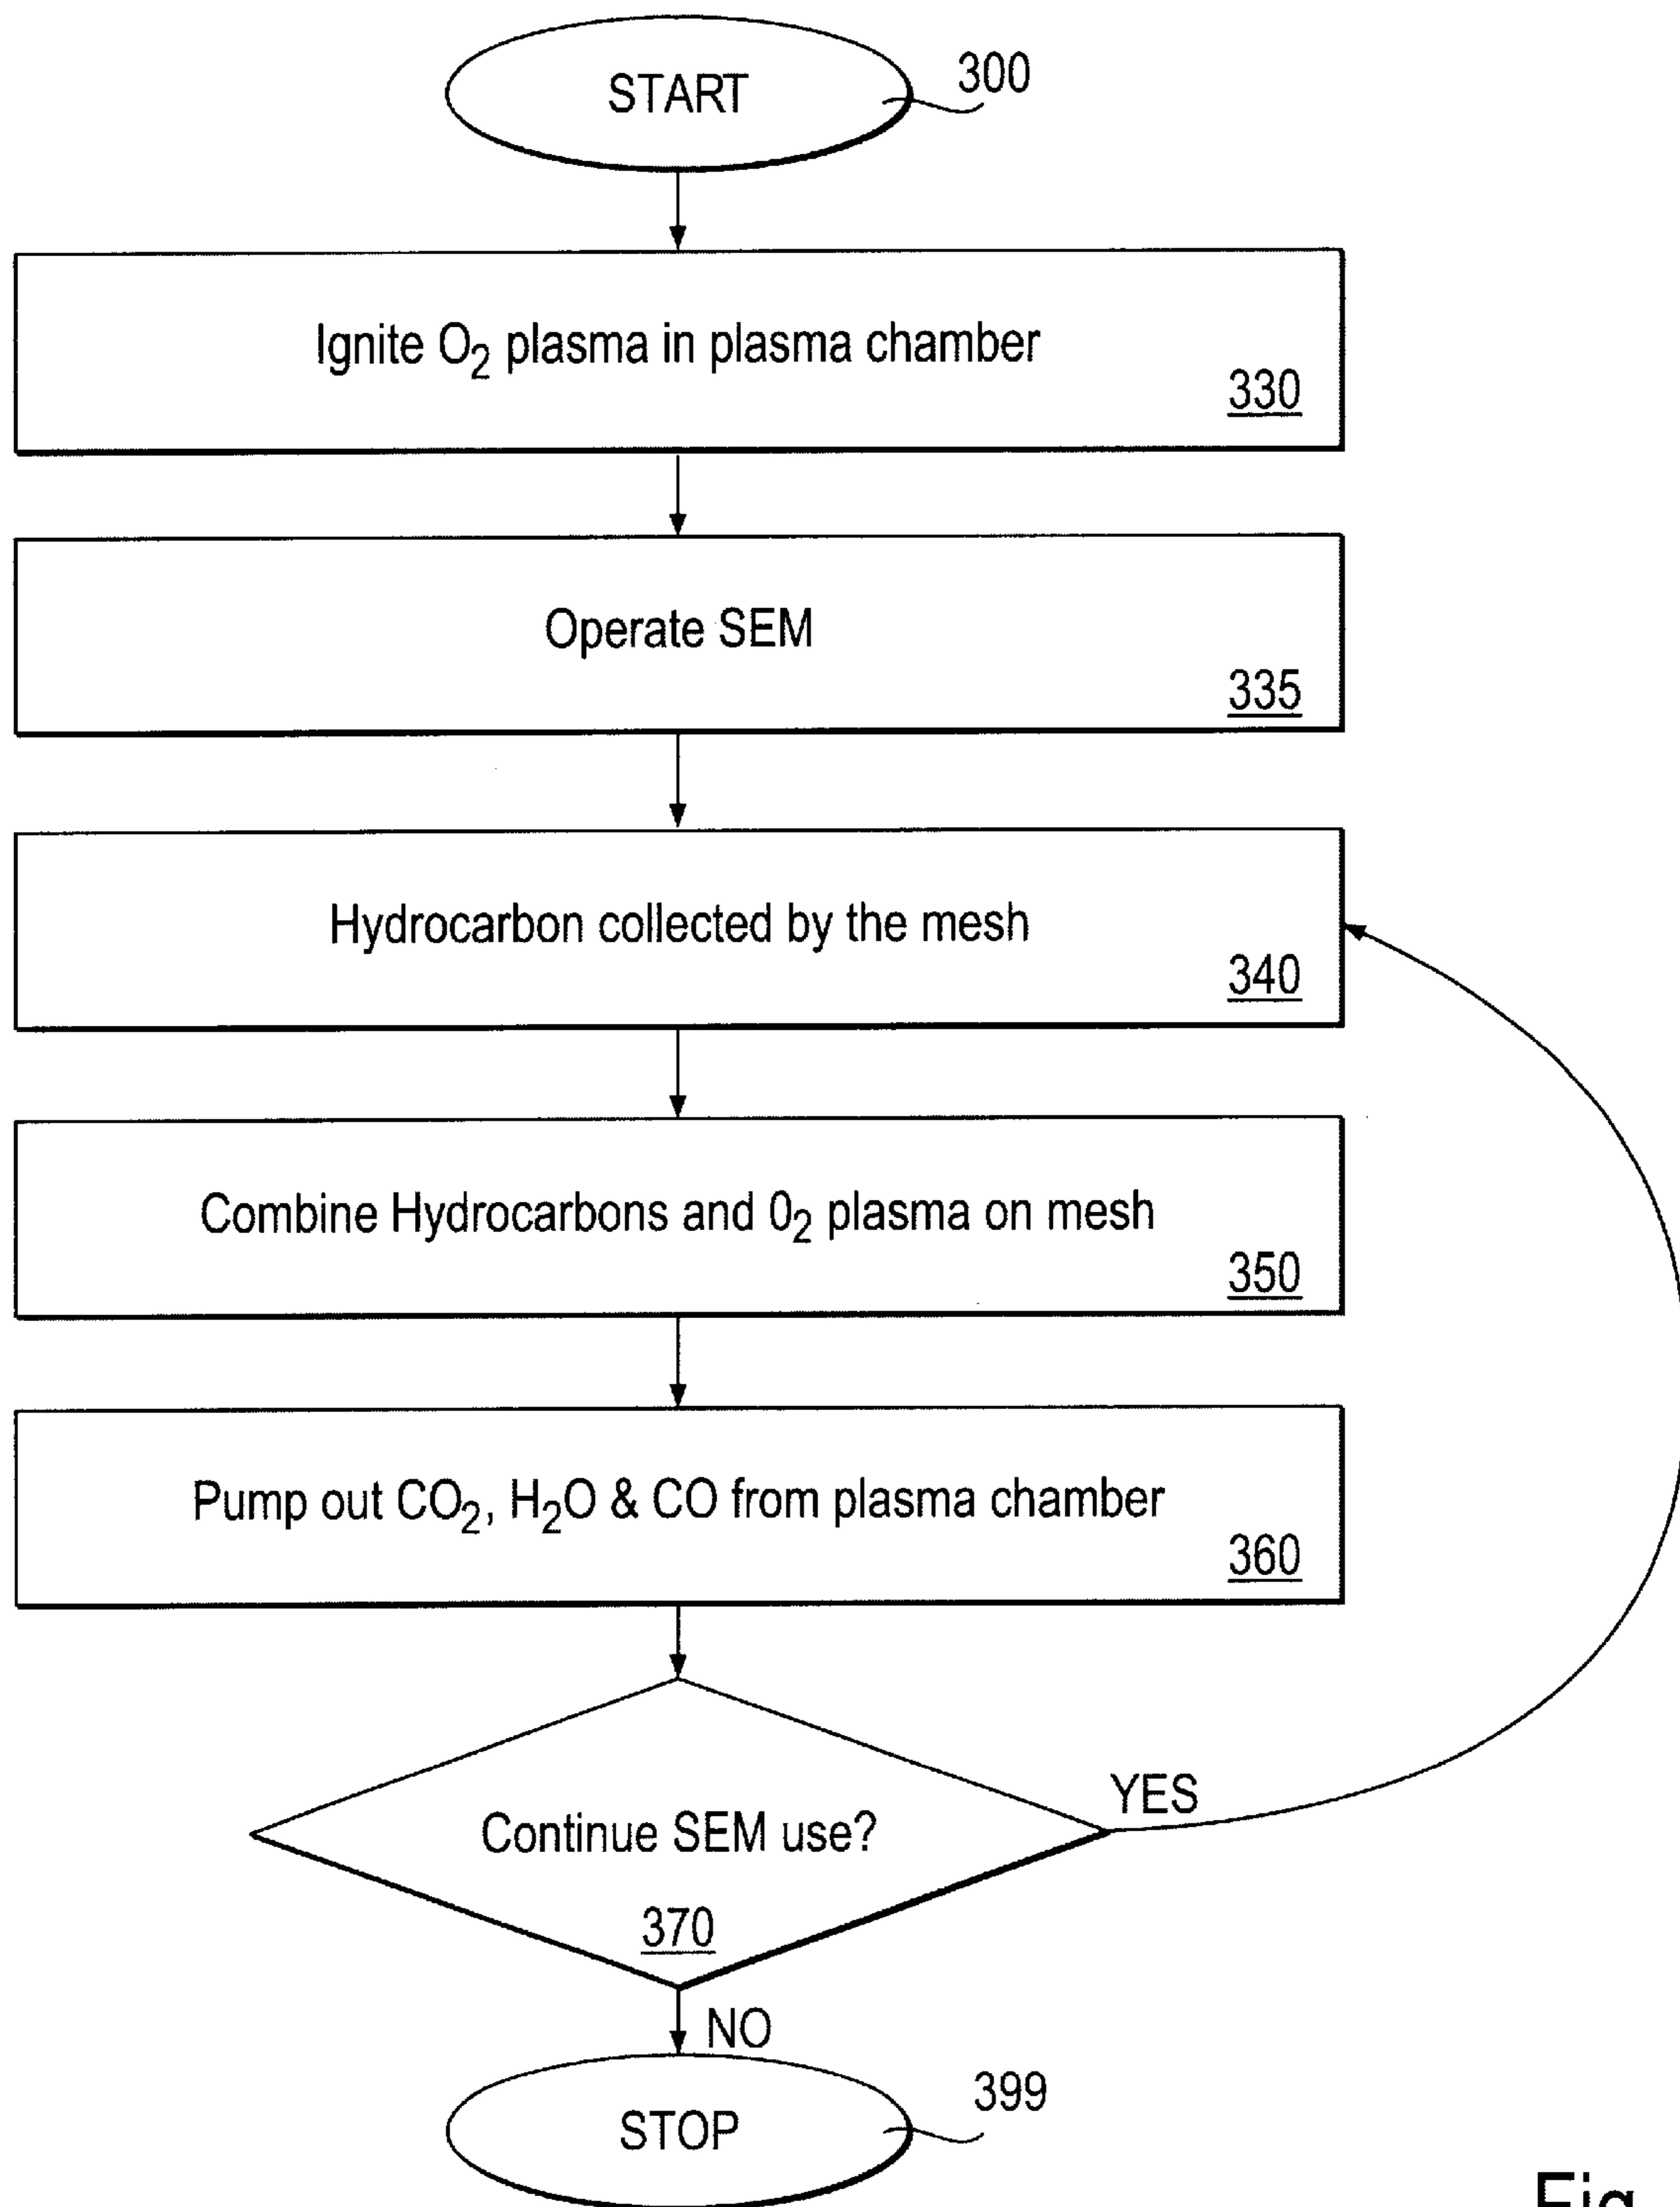 START
300
Ignite O₂ plasma in plasma chamber
330
Operate SEM
335
Hydrocarbon collected by the mesh
340
Combine Hydrocarbons and 0₂ plasma on mesh
350
Pump out CO₂, H₂O & CO from plasma chamber
360
YES
Continue SEM use?
370
NO
399
STOP
Fig